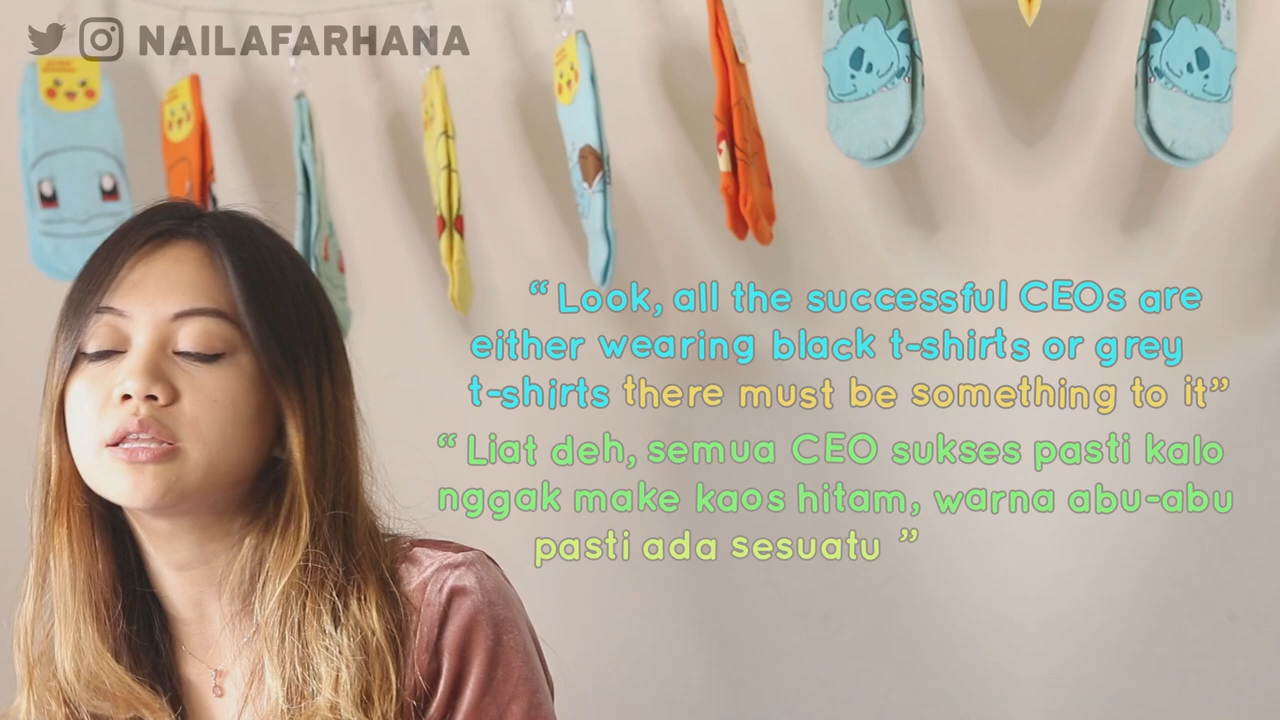 NAILAFARHANA
“ Look, all the successful CEOs are
either wearing black t-shirts or grey
t-shirts there must be something to it”
“ Liat deh, semua CEO sukses pasti kalo
nggak make kaos hitam, warna abu-abu
pasti ada sesuatu ”